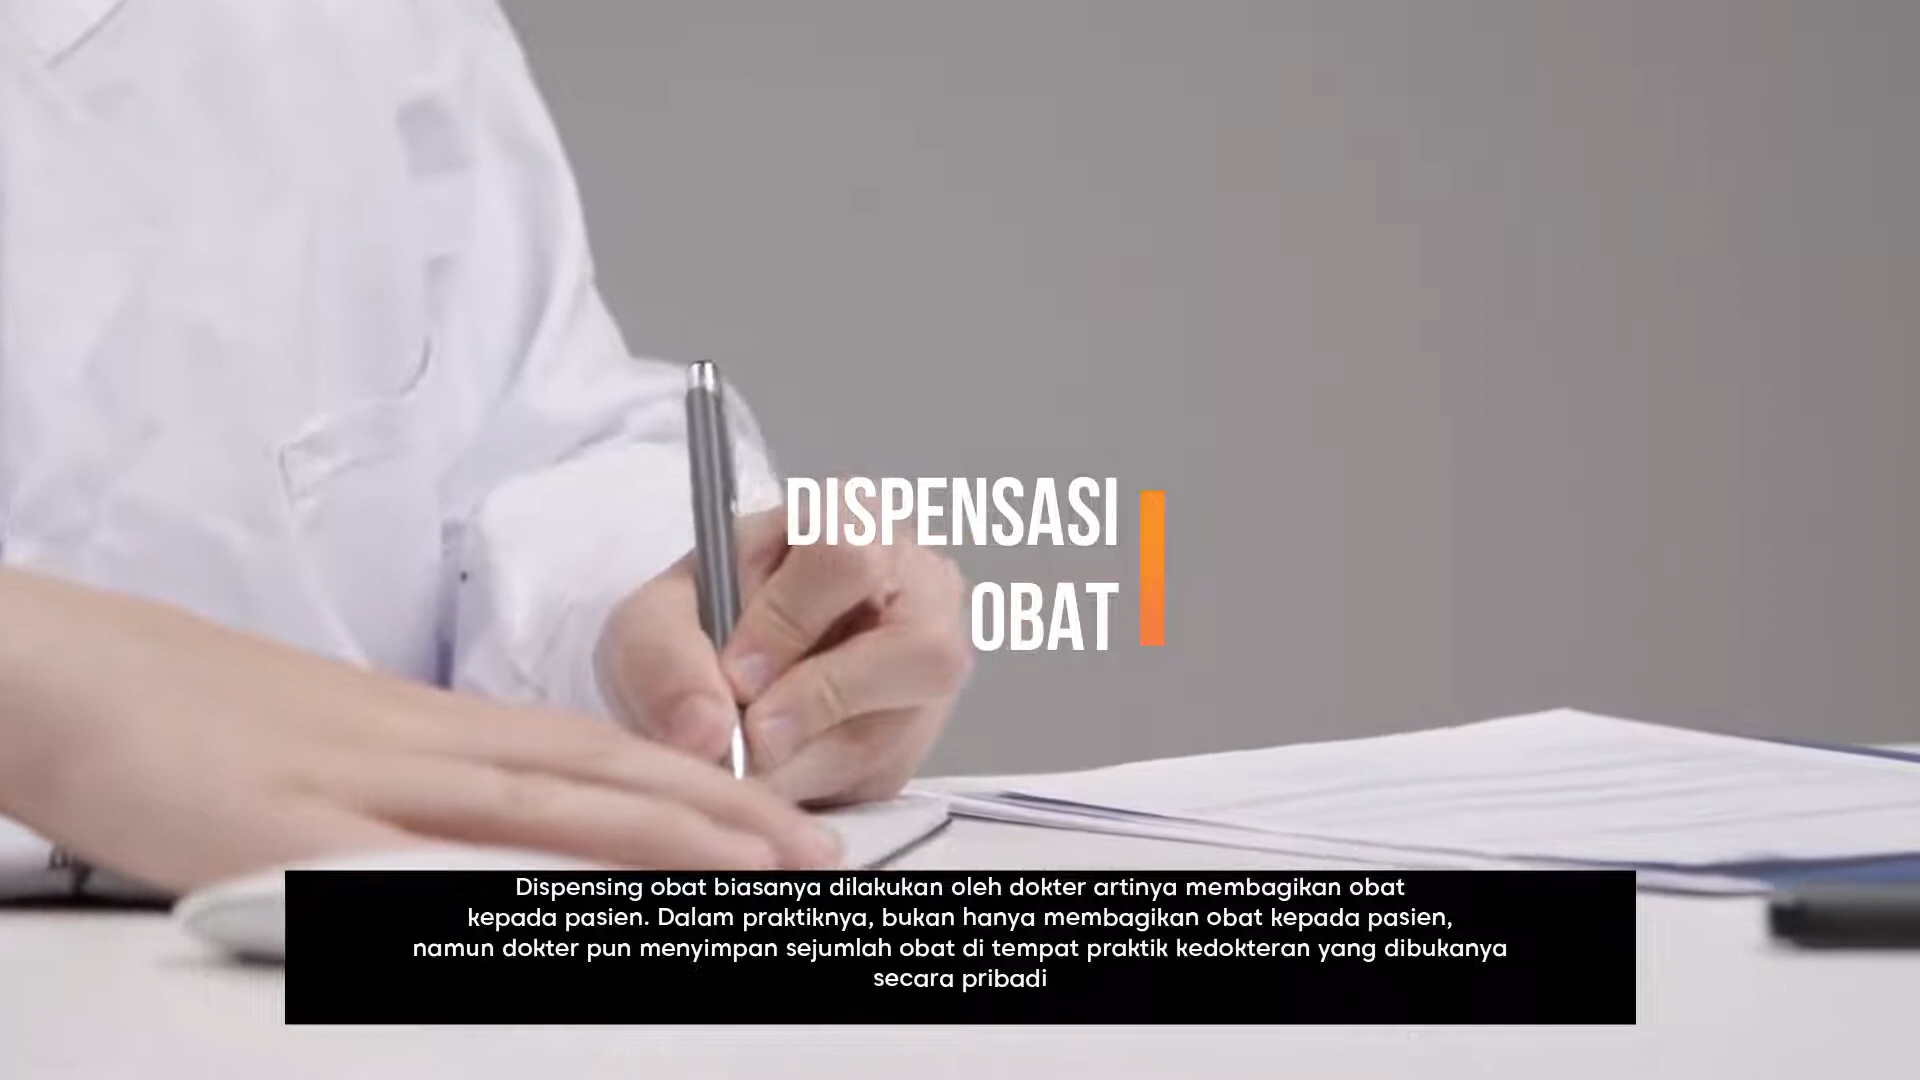 DISPENSASI
OBAT
Dispensing obat biasanya dilakukan oleh dokter artinya membagikan obat
kepada pasien. Dalam praktiknya, bukan hanya membagikan obat kepada pasien,
namun dokter pun menyimpan sejumlah obat di tempat praktik kedokteran yang dibukanya
secara pribadi